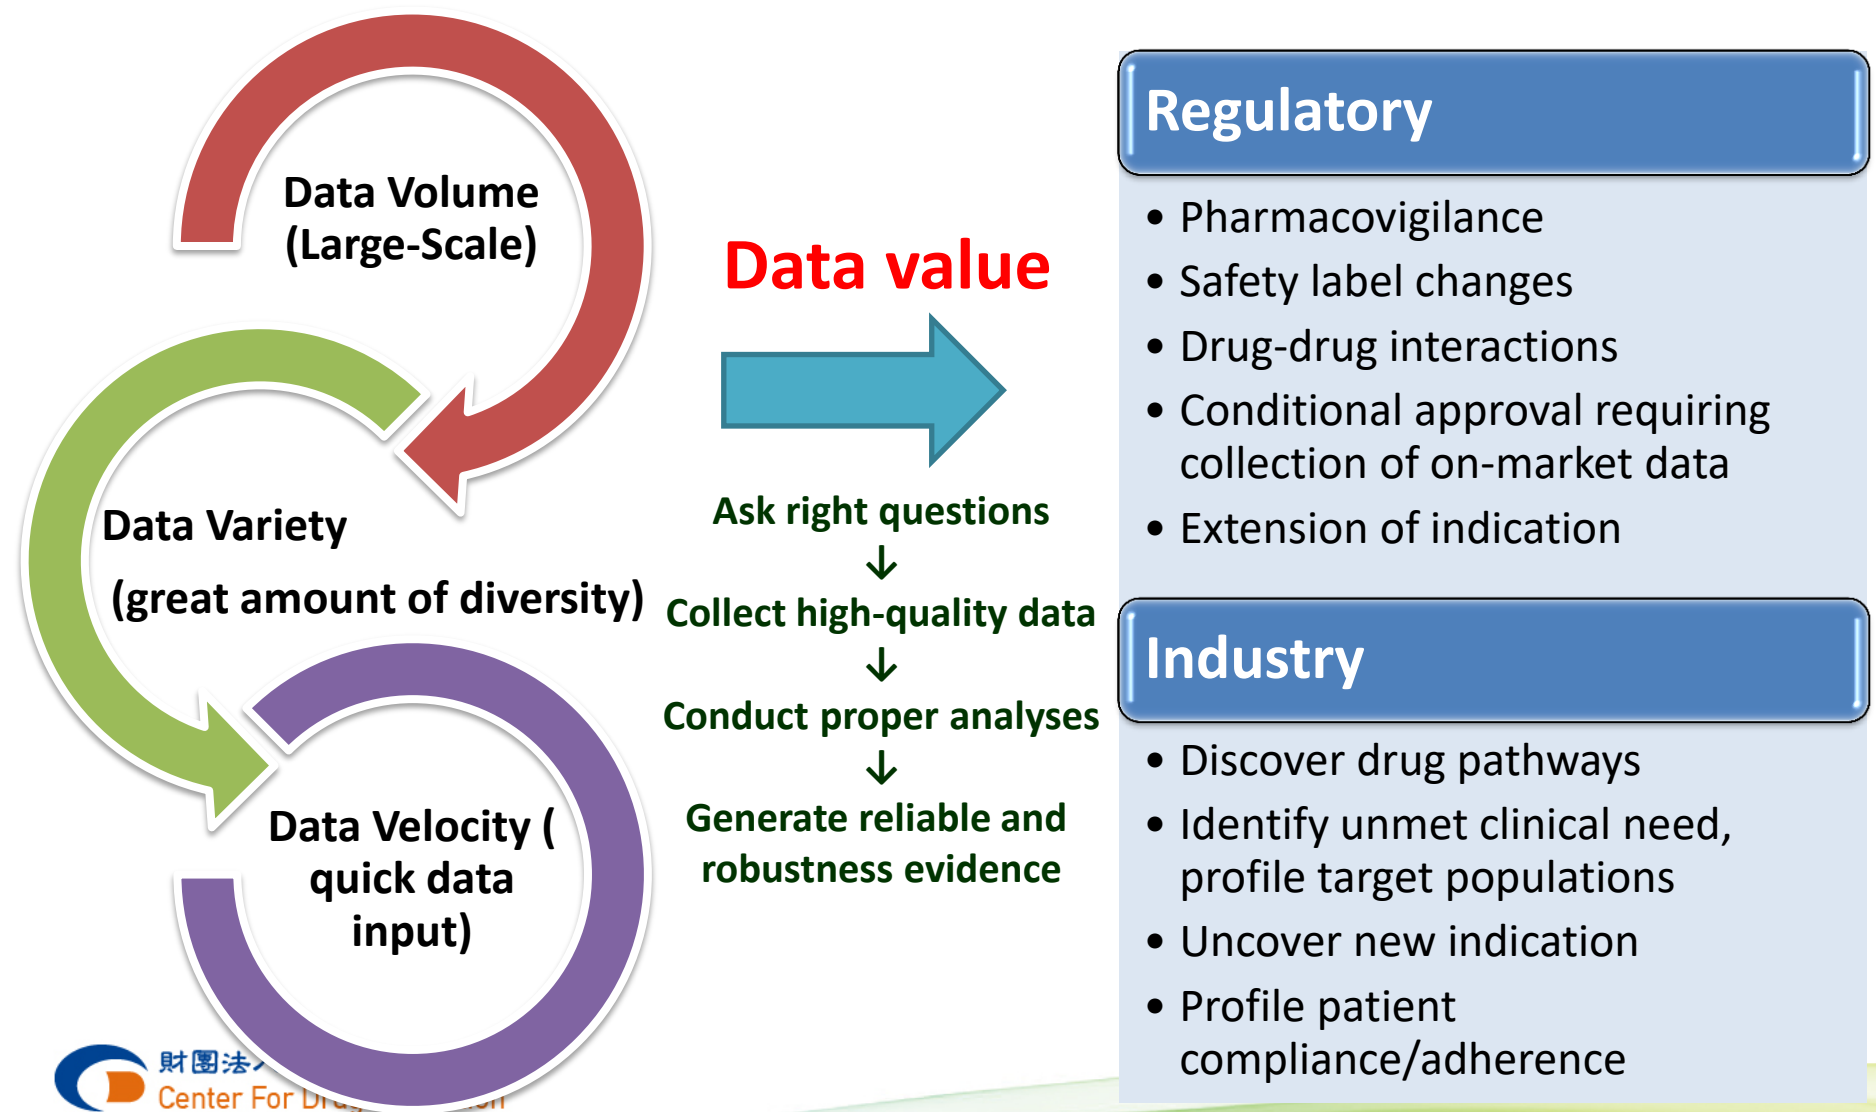 Data Volume
(Large-Scale)
Data Variety
(great amount of diversity)
Data Velocity (
quick data
input)
Data value
Ask right questions
↓
Collect high-quality data
↓
Conduct proper analyses
↓
Generate reliable and
robustness evidence
Regulatory
• Pharmacovigilance
• Safety label changes
• Drug-drug interactions
• Conditional approval requiring
collection of on-market data
• Extension of indication
Industry
• Discover drug pathways
• Identify unmet clinical need,
profile target populations
• Uncover new indication
• Profile patient
compliance/adherence
財團法
Center For